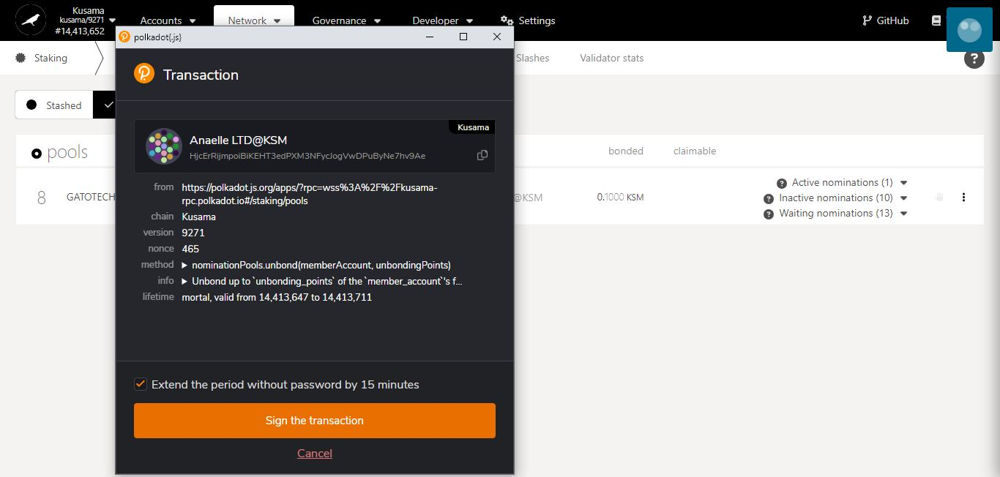 Kusama
kusama/9271
#14,413,652
Accounts
Network
Governance
Developer
Settings
GitHub
polkadot{.js}
Staking
Slashes
Validator stats
?
Transaction
Stashed
Kusama
Anaelle LTD@KSM
HjcErRijmpoiBiKEHT3edPXM3NFycJogVwDPuByNe7hv9Ae
pools
bonded
claimable
from https://polkadot.js.org/apps/?rpc=wss%3A%2F%2Fkusama-
rpc.polkadot.io#/staking/pools
8 GATOTECH
@KSM
0.1000 KSM
? Active nominations (1)
? Inactive nominations (10)
? Waiting nominations (13)
chain Kusama
version 9271
nonce 465
method nominationPools.unbond(memberAccount, unbondingPoints)
info Unbond up to `unbonding_points` of the `member_account`'s f...
lifetime mortal, valid from 14,413,647 to 14,413,711
Extend the period without password by 15 minutes
Sign the transaction
Cancel